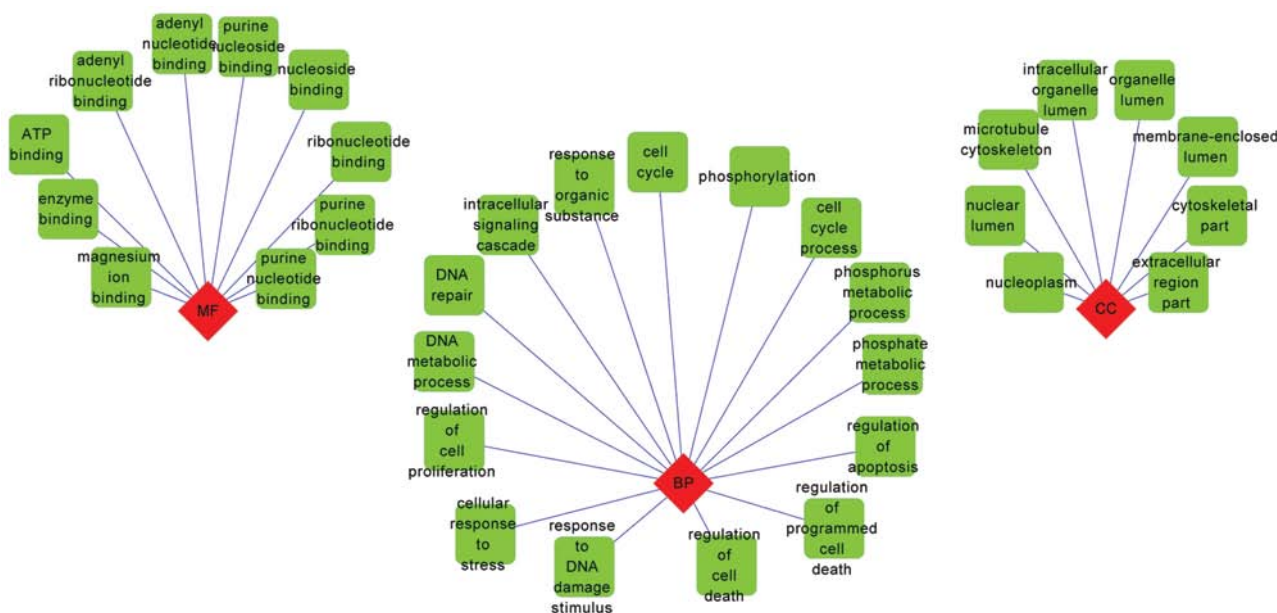 adenyl
nucleotide
binding
purine
nucleoside
binding
adenyl
ribonucleotide
binding
nucleoside
binding
ATP
binding
ribonucleotide
binding
enzyme
binding
purine
ribonucleotide
binding
magnesium
ion
binding
purine
nucleotide
binding
MF
cell
cycle
response
to
organic
substance
phosphorylation
intracellular
signaling
cascade
cell
cycle
process
DNA
repair
phosphorus
metabolic
process
DNA
metabolic
process
phosphate
metabolic
process
regulation
of
cell
proliferation
regulation
of
apoptosis
BP
cellular
response
to
stress
regulation
of
programmed
cell
death
response
to
DNA
damage
stimulus
regulation
of
cell
death
intracellular
organelle
lumen
organelle
lumen
microtubule
cytoskeleton
membrane-enclosed
lumen
nuclear
lumen
cytoskeletal
part
nucleoplasm
extracellular
region
part
CC